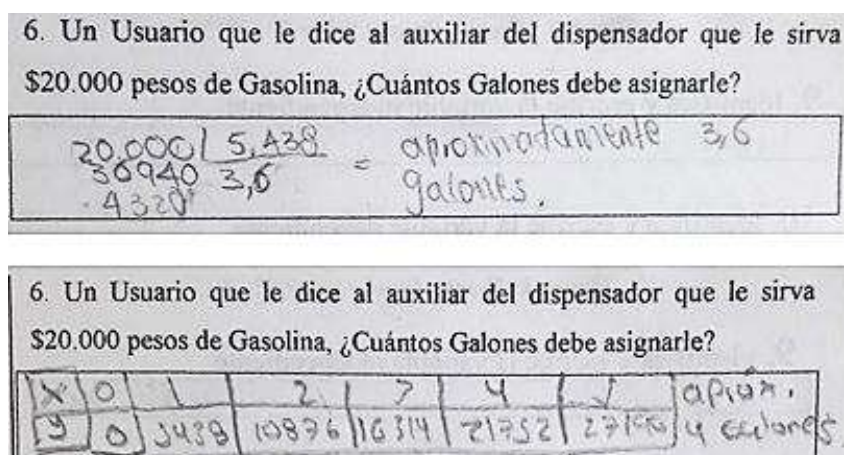 6. Un Usuario que le dice al auxiliar del dispensador que le sirva
$20.000 pesos de Gasolina, ¿Cuántos Galones debe asignarle?
20,000 5,438 = aproximadamente 3,6
36940 3,6 galones.
4320
6. Un Usuario que le dice al auxiliar del dispensador que le sirva
$20.000 pesos de Gasolina, ¿Cuántos Galones debe asignarle?
X 0 1 2 3 4 aprox.
y 0 5438 10876 16314 21752 4 galones